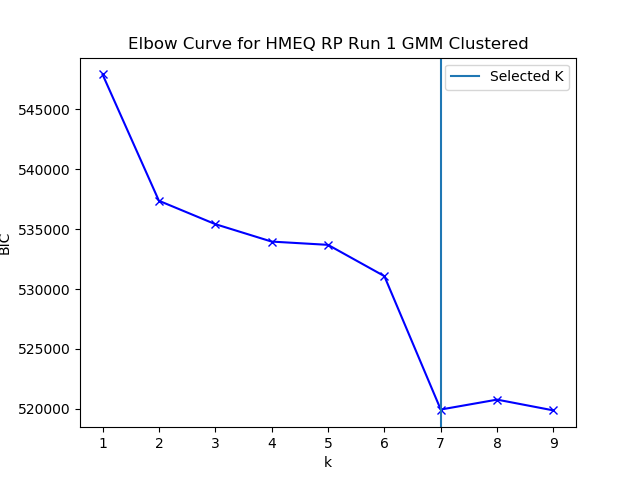 Elbow Curve for HMEQ RP Run 1 GMM Clustered
Selected K
545000
540000
535000
530000
525000
520000
BIC
1 2 3 4 5 6 7 8 9
k